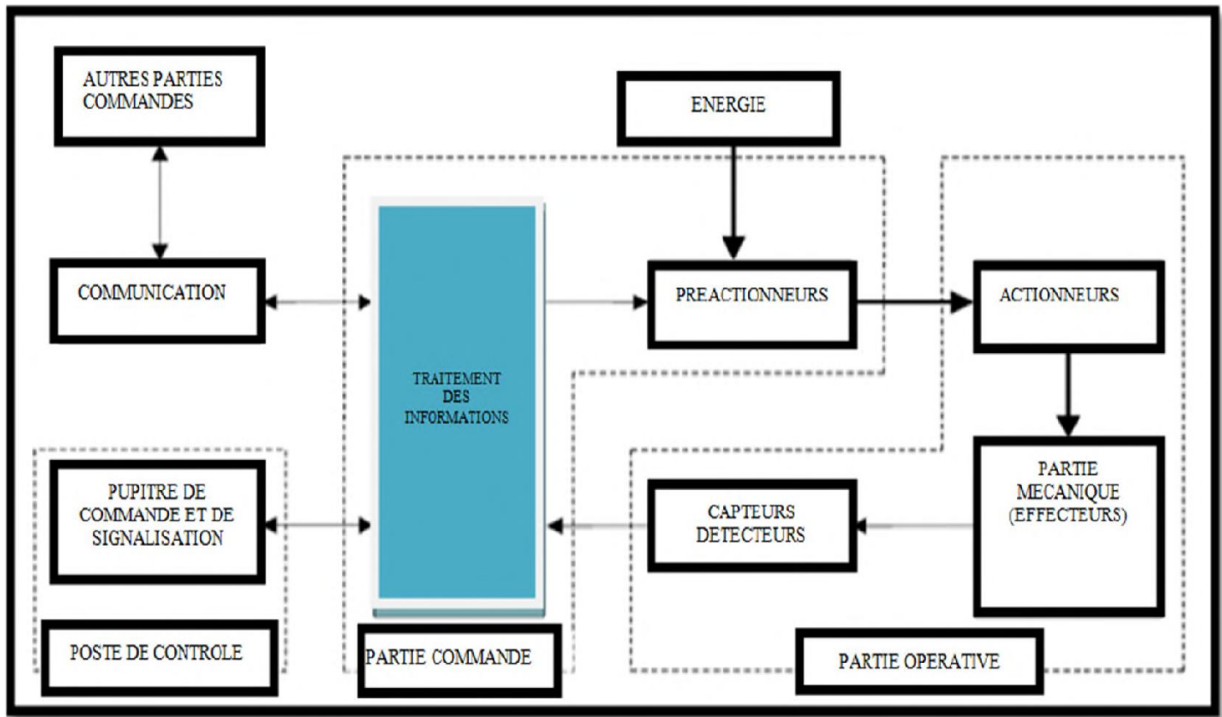 AUTRES PARTIES
COMMANDES
ENERGIE
COMMUNICATION
PREACTIONNEURS
ACTIONNEURS
TRAITEMENT
DES
INFORMATIONS
PUPITRE DE
COMMANDE ET DE
SIGNALISATION
CAPTEURS
DETECTEURS
PARTIE
MECANIQUE
(EFFECTEURS)
POSTE DE CONTROLE
PARTIE COMMANDE
PARTIE OPERATIVE